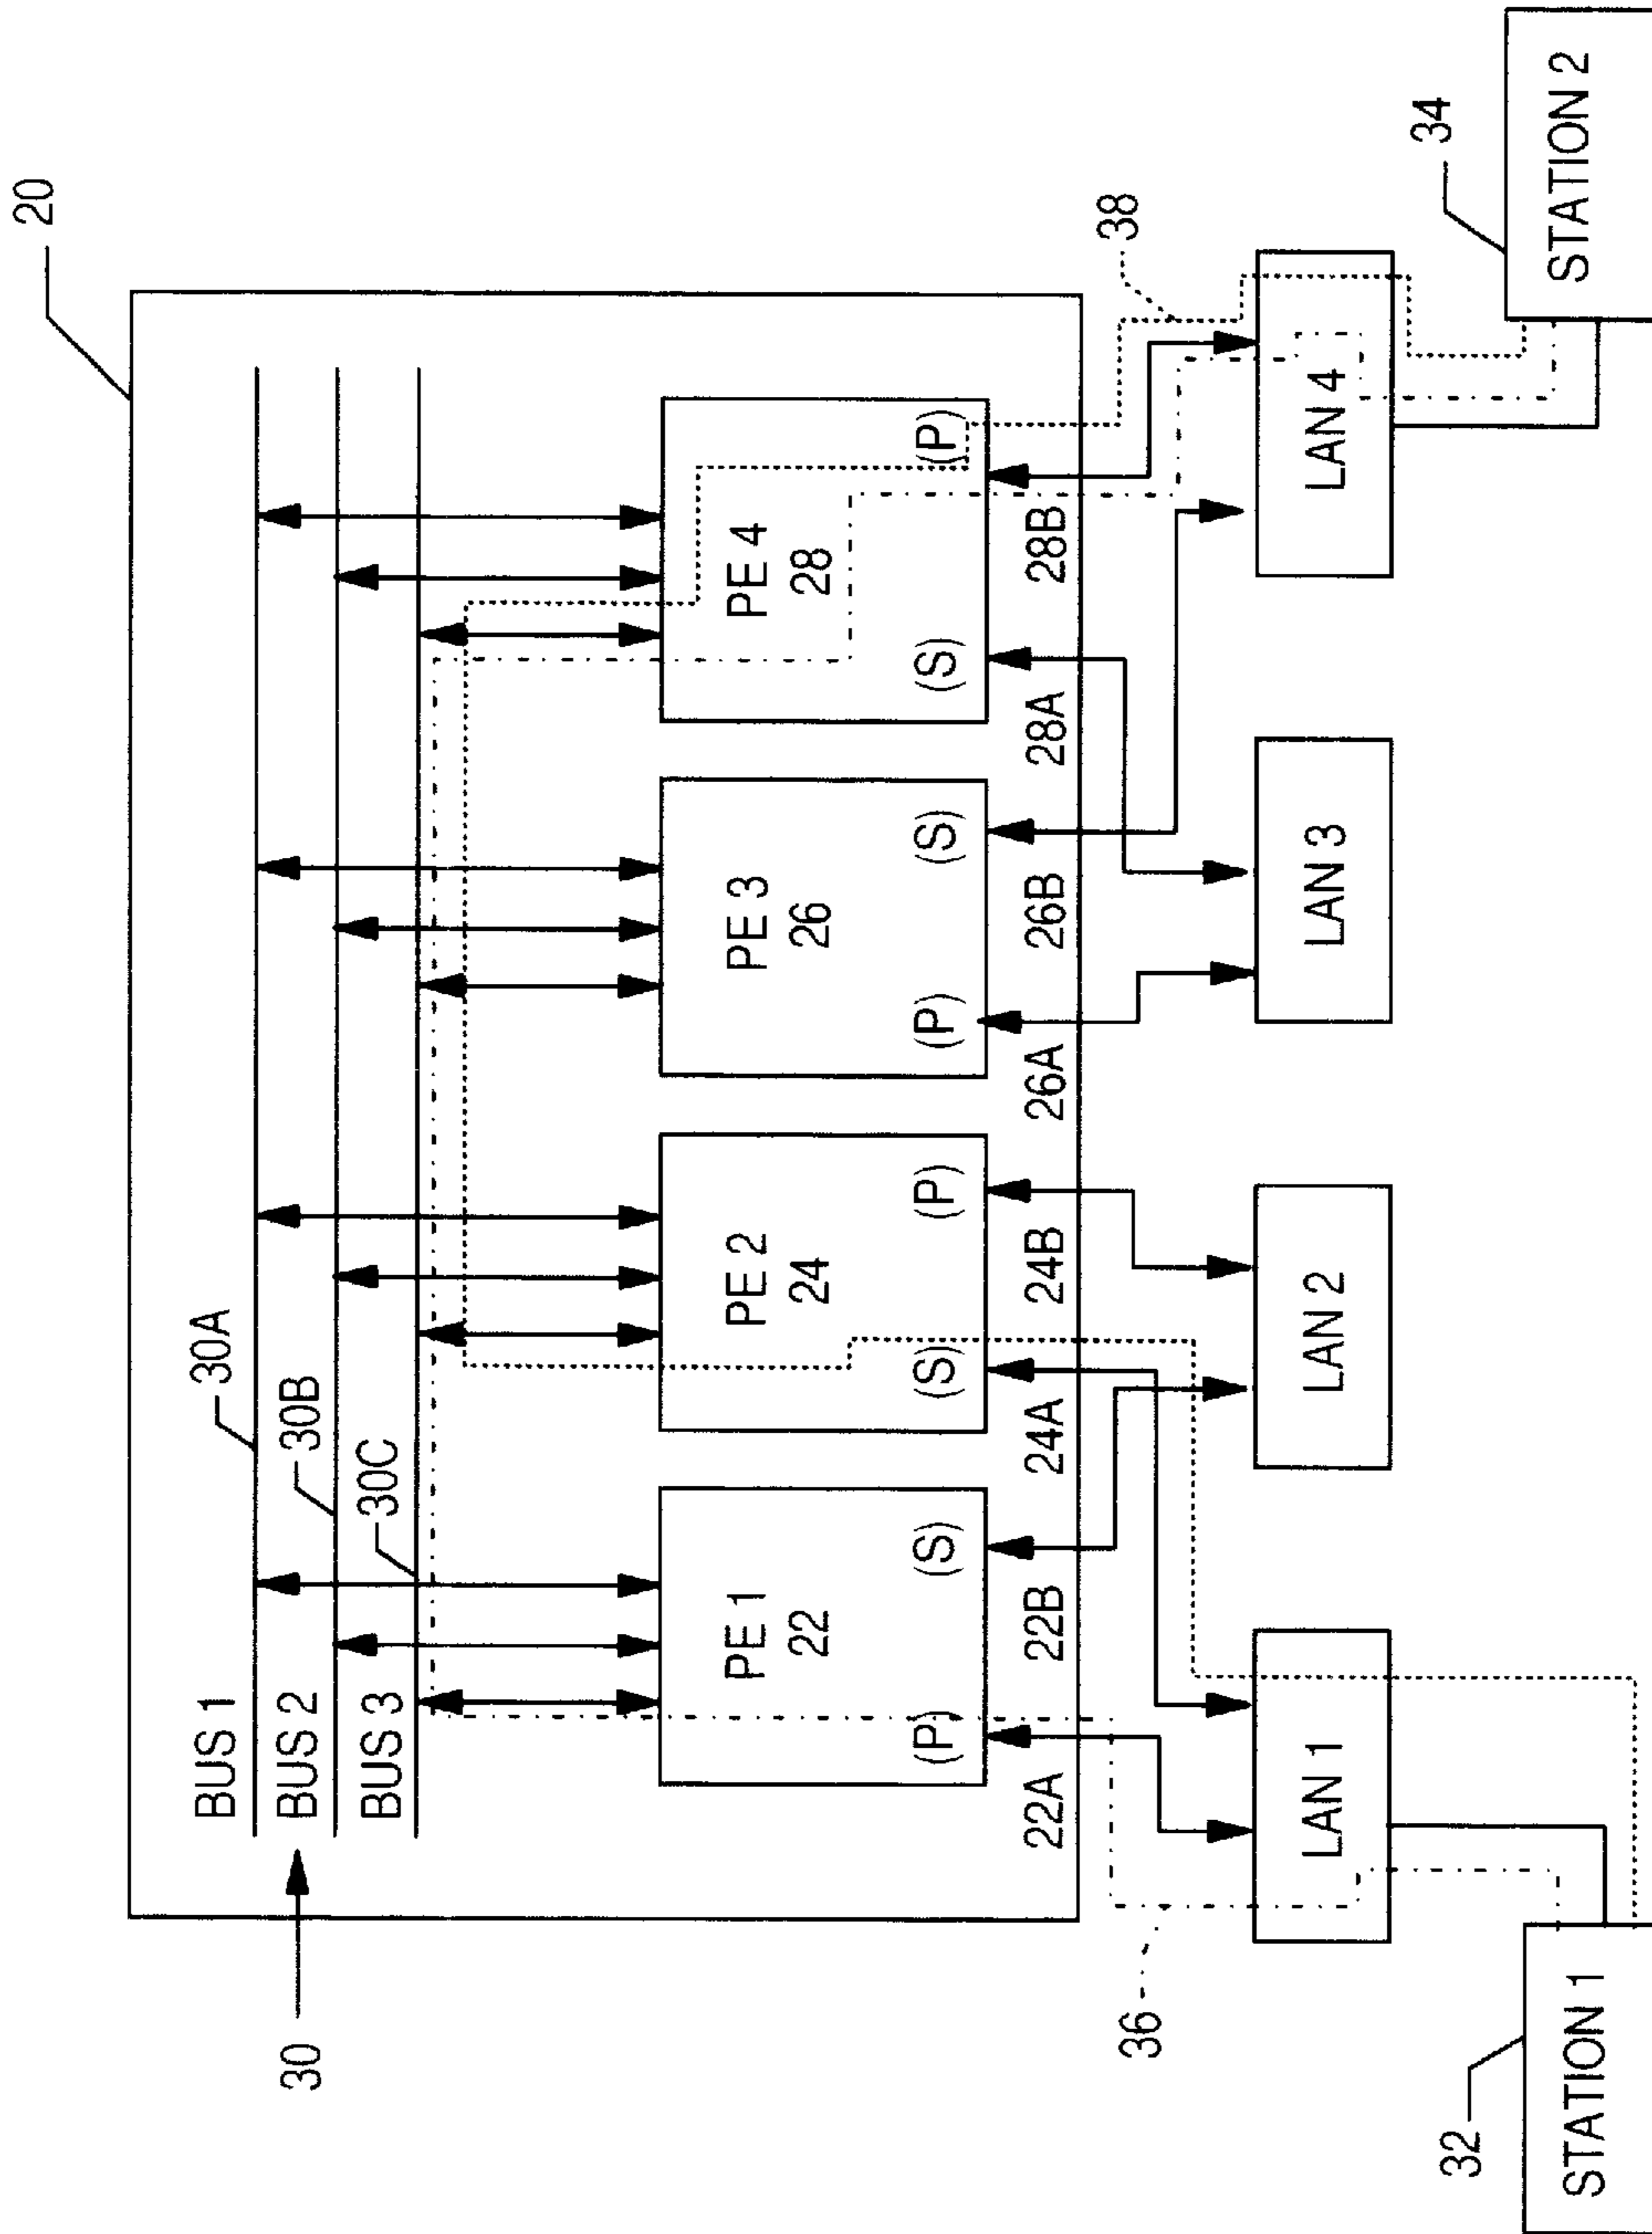 20
BUS 1
30A
BUS 2
30B
BUS 3
30C
30
PE 1
22
(P)
(S)
PE 2
24
(S)
(P)
PE 3
26
(P)
(S)
PE 4
28
(S)
(P)
22A
22B
24A
24B
26A
26B
28A
28B
36
38
LAN 1
LAN 2
LAN 3
LAN 4
32
STATION 1
34
STATION 2